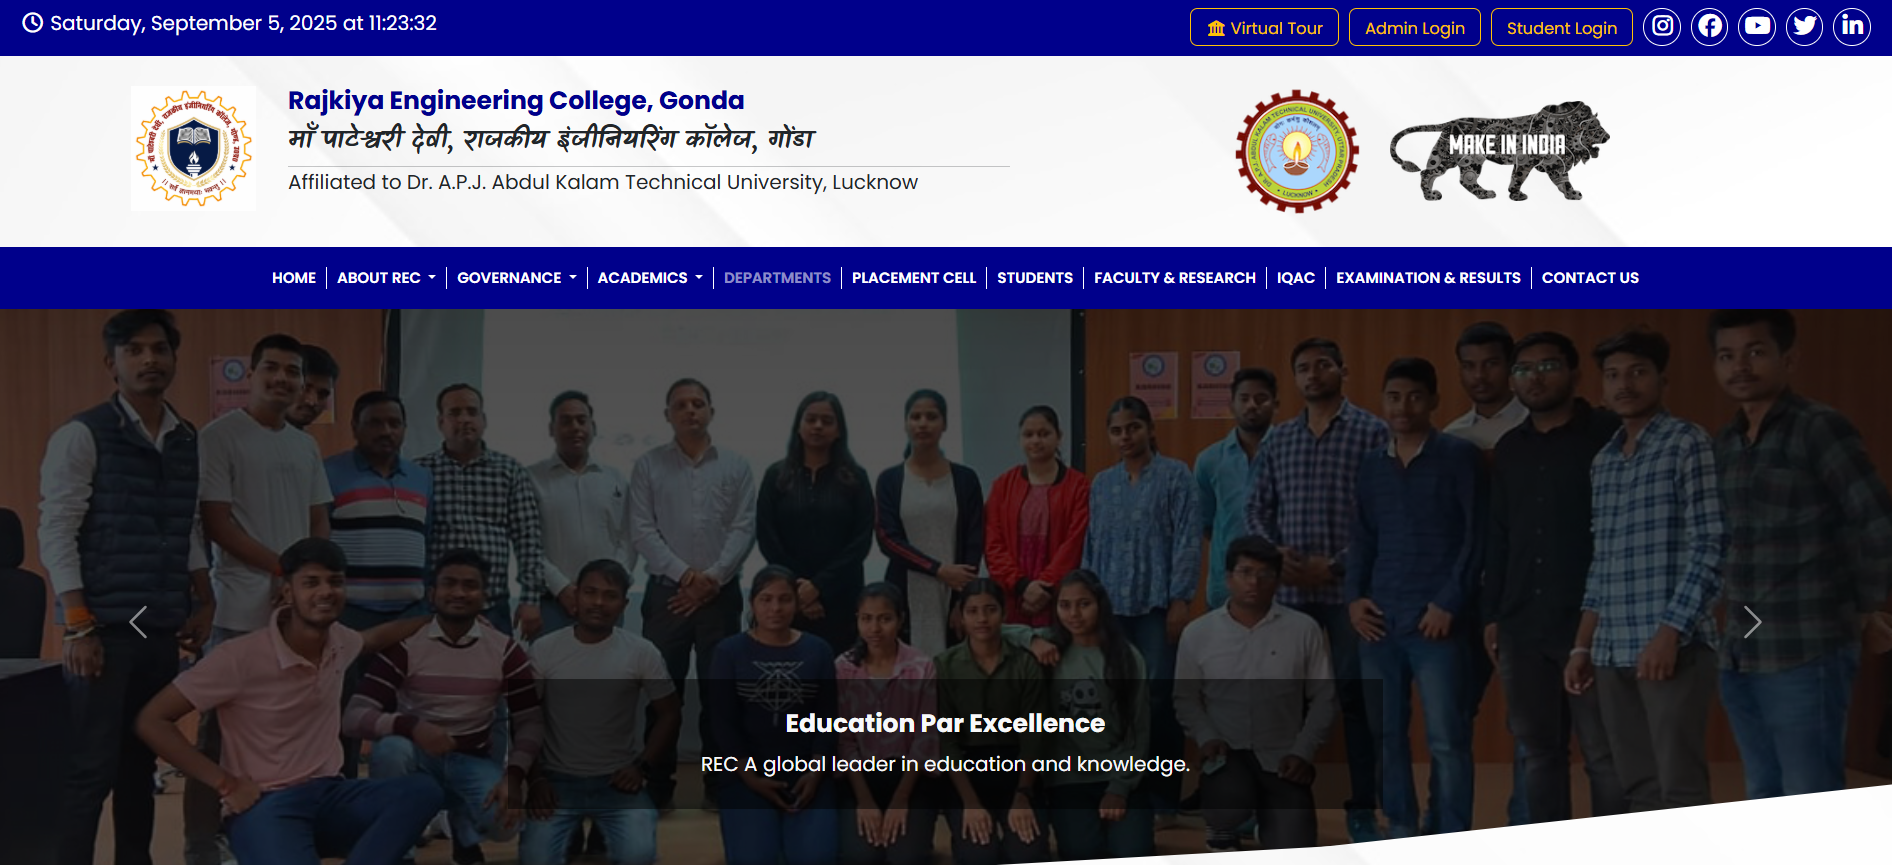 Saturday, September 5, 2025 at 11:23:32
Virtual Tour
Admin Login
Student Login
Rajkiya Engineering College, Gonda
माँ पाटेश्वरी देवी, राजकीय इंजीनियरिंग कॉलेज, गोंडा
Affiliated to Dr. A.P.J. Abdul Kalam Technical University, Lucknow
MAKE IN INDIA
HOME
ABOUT REC
GOVERNANCE
ACADEMICS
DEPARTMENTS
PLACEMENT CELL
STUDENTS
FACULTY & RESEARCH
IQAC
EXAMINATION & RESULTS
CONTACT US
Education Par Excellence
REC A global leader in education and knowledge.